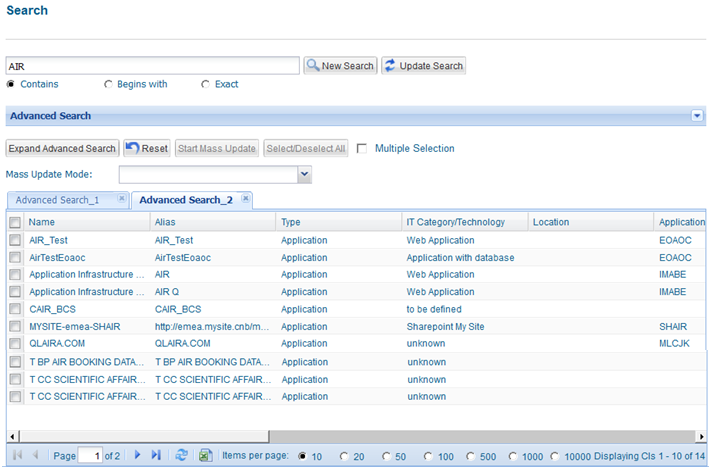 Search
AIR New Search Update Search
Contains Begins with Exact
Advanced Search
Expand Advanced Search Reset Start Mass Update Select/Deselect All Multiple Selection
Mass Update Mode:
Advanced Search_1 Advanced Search_2
Name Alias Type IT Category/Technology Location Application
AIR_Test AIR_Test Application Web Application EOAOC
AirTestEoaoc AirTestEoaoc Application Application with database EOAOC
Application Infrastructure ... AIR Application Web Application IMABE
Application Infrastructure ... AIR Q Application Web Application IMABE
CAIR_BCS CAIR_BCS Application to be defined
MYSITE-emea-SHAIR http://emea.mysite.cnb/m... Application Sharepoint My Site SHAIR
QLAIRA.COM QLAIRA.COM Application unknown MLCJK
T BP AIR BOOKING DATA... T BP AIR BOOKING DATA... Application unknown
T CC SCIENTIFIC AFFAIR... T CC SCIENTIFIC AFFAIR... Application unknown
T CC SCIENTIFIC AFFAIR... T CC SCIENTIFIC AFFAIR... Application unknown
Page 1 of 2 Items per page: 10 20 50 100 500 1000 10000 Displaying CIs 1 - 10 of 14